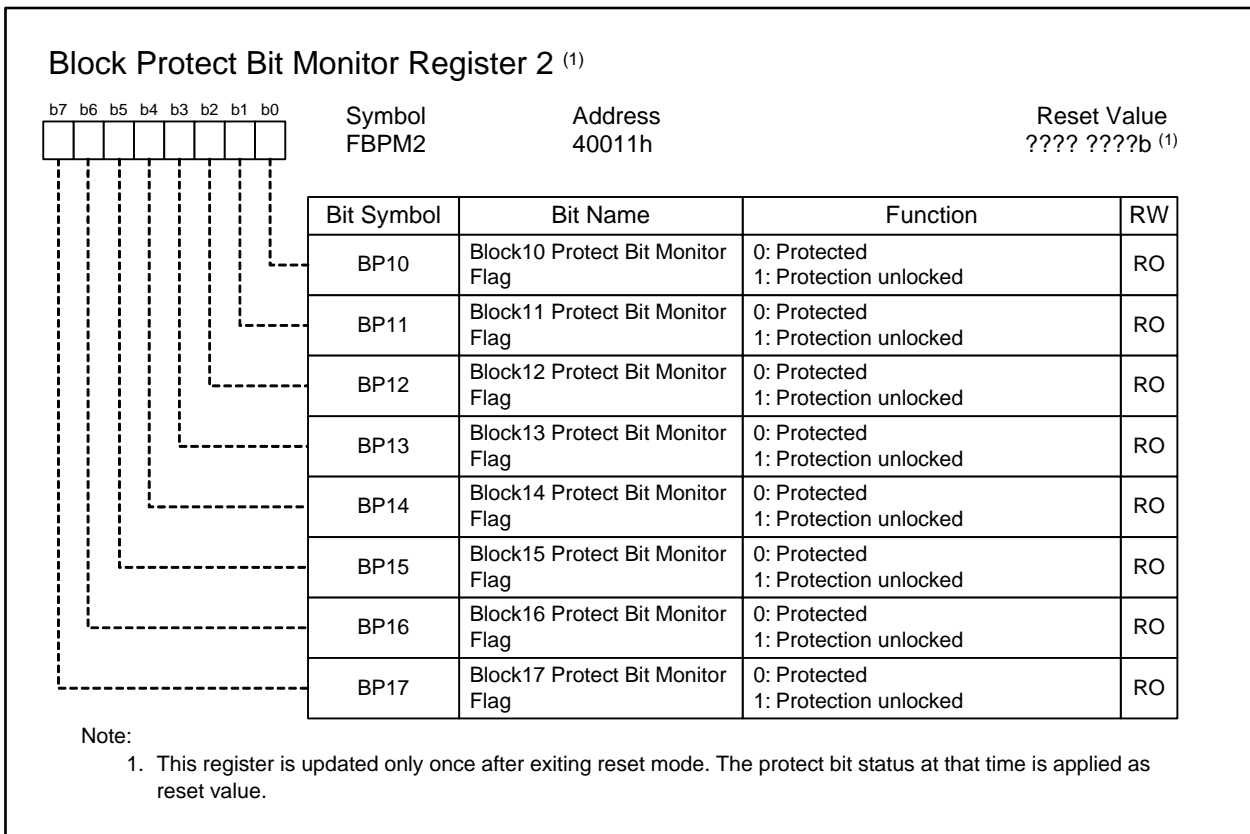 Block Protect Bit Monitor Register 2 (1)
b7 b6 b5 b4 b3 b2 b1 b0
Symbol Address Reset Value
FBPM2 40011h ???? ????b (1)
Bit Symbol Bit Name Function RW
BP10 Block10 Protect Bit Monitor Flag 0: Protected 1: Protection unlocked RO
BP11 Block11 Protect Bit Monitor Flag 0: Protected 1: Protection unlocked RO
BP12 Block12 Protect Bit Monitor Flag 0: Protected 1: Protection unlocked RO
BP13 Block13 Protect Bit Monitor Flag 0: Protected 1: Protection unlocked RO
BP14 Block14 Protect Bit Monitor Flag 0: Protected 1: Protection unlocked RO
BP15 Block15 Protect Bit Monitor Flag 0: Protected 1: Protection unlocked RO
BP16 Block16 Protect Bit Monitor Flag 0: Protected 1: Protection unlocked RO
BP17 Block17 Protect Bit Monitor Flag 0: Protected 1: Protection unlocked RO
Note:
1. This register is updated only once after exiting reset mode. The protect bit status at that time is applied as
reset value.